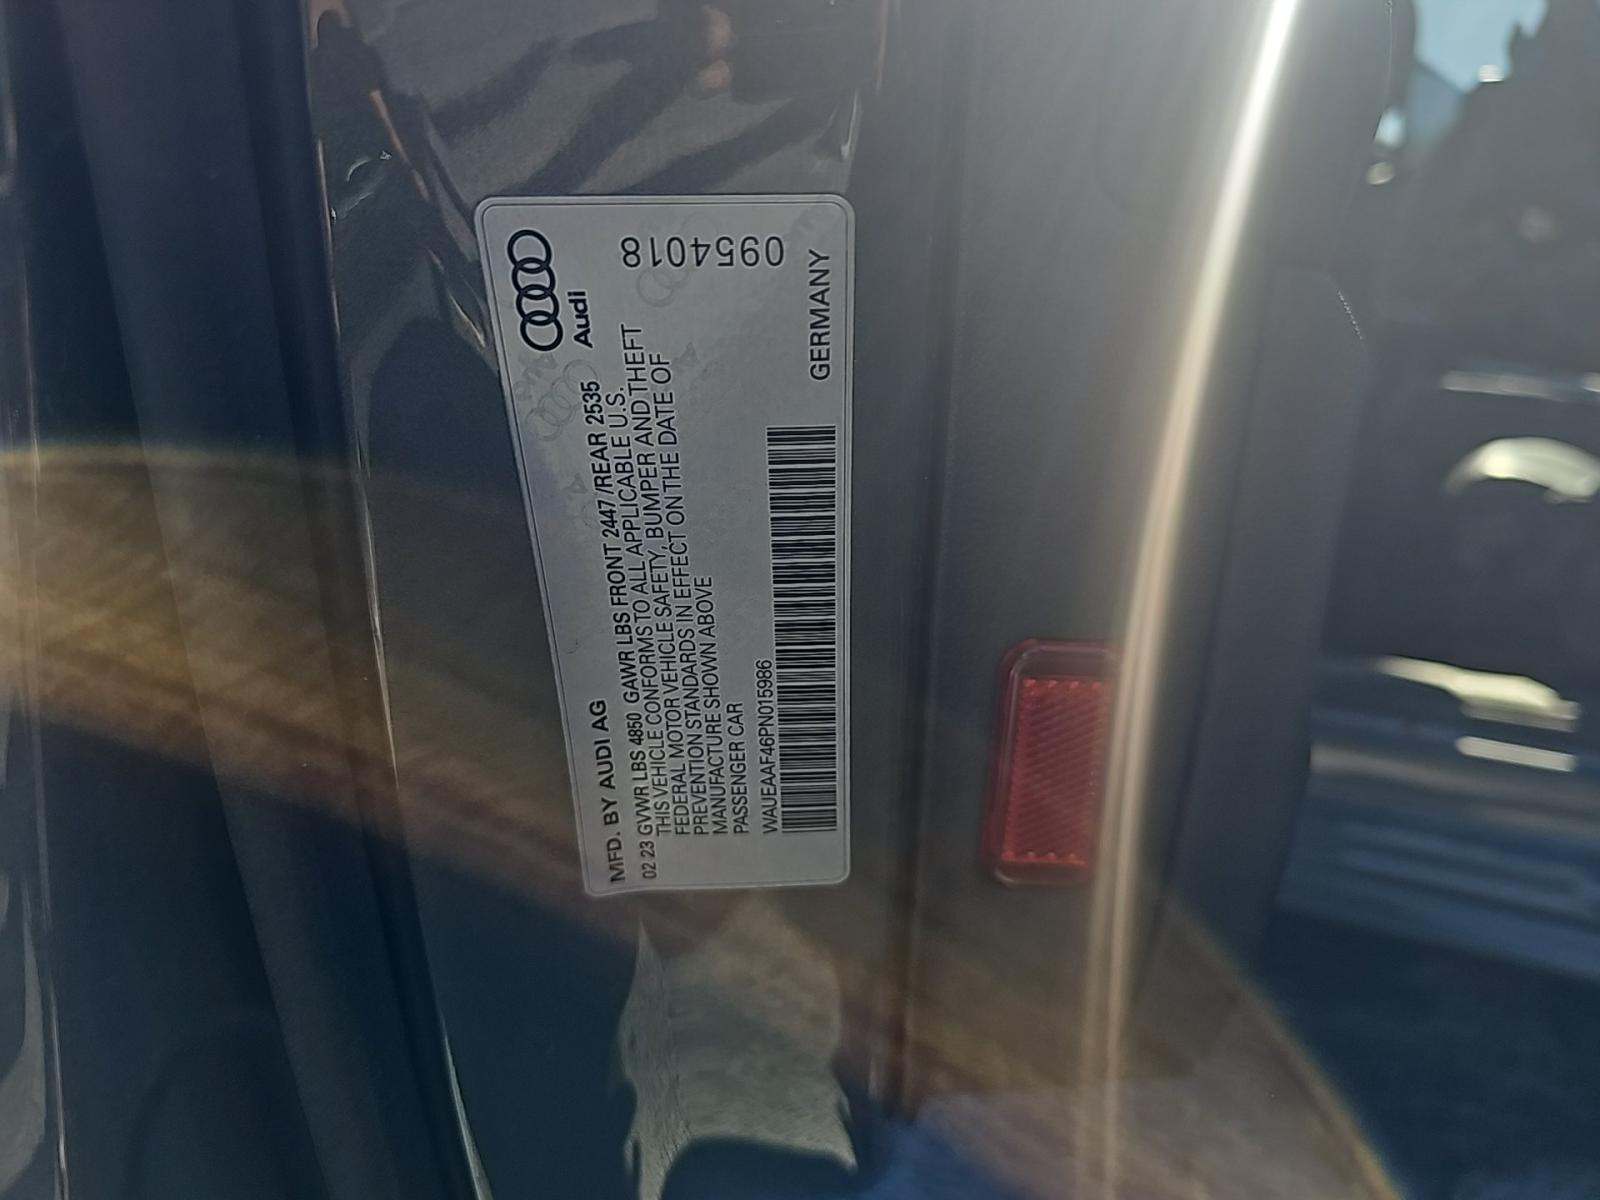 MFD. BY AUDI AG
02 23 GVWR LBS 4850 GAWR LBS FRONT 2447 /REAR 2535
THIS VEHICLE CONFORMS TO ALL APPLICABLE U.S.
FEDERAL MOTOR VEHICLE SAFETY, BUMPER AND THEFT
PREVENTION STANDARDS IN EFFECT ON THE DATE OF
MANUFACTURE SHOWN ABOVE
PASSENGER CAR
WAUEAAF46PN015986
Audi
0954018
GERMANY